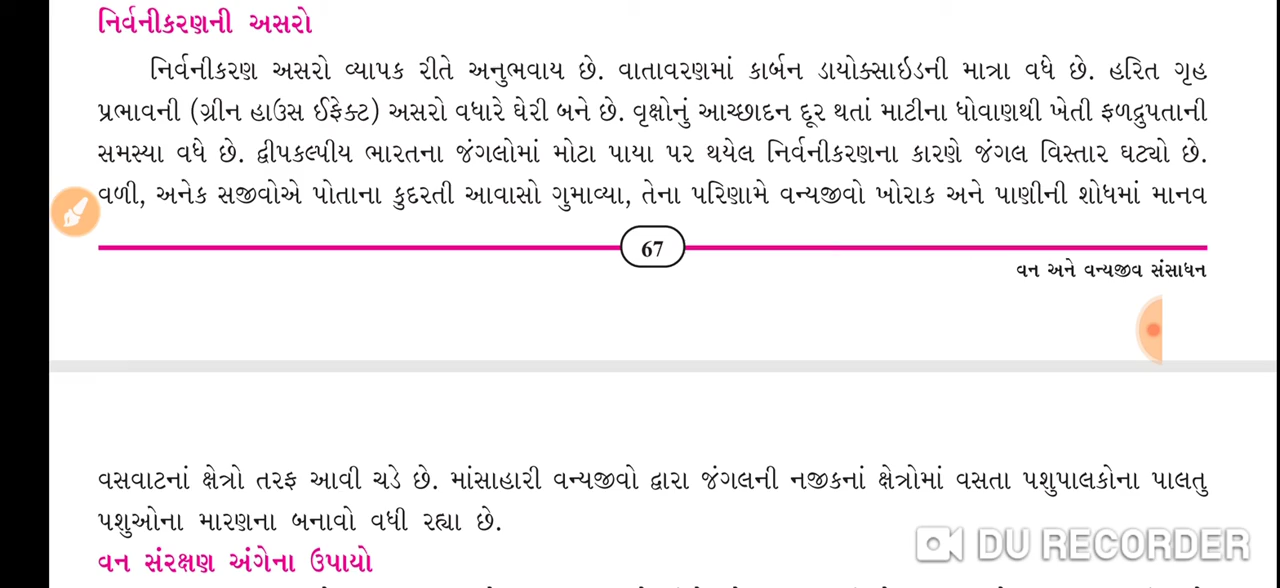 નિર્વનીકરણની અસરો
નિર્વનીકરણ અસરો વ્યાપક રીતે અનુભવાય છે. વાતાવરણમાં કાર્બન ડાયોક્સાઇડની માત્રા વધે છે. હરિત ગૃહ
પ્રભાવની (ગ્રીન હાઉસ ઈફેક્ટ) અસરો વધારે ઘેરી બને છે. વૃક્ષોનું આચ્છાદન દૂર થતાં માટીના ધોવાણથી ખેતી ફળદ્રુપતાની
સમસ્યા વધે છે. દ્વીપકલ્પીય ભારતના જંગલોમાં મોટા પાયા પર થયેલ નિર્વનીકરણના કારણે જંગલ વિસ્તાર ઘટ્યો છે.
વળી, અનેક સજીવોએ પોતાના કુદરતી આવાસો ગુમાવ્યા, તેના પરિણામે વન્યજીવો ખોરાક અને પાણીની શોધમાં માનવ
67
વન અને વન્યજીવ સંસાધન
વસવાટનાં ક્ષેત્રો તરફ આવી ચડે છે. માંસાહારી વન્યજીવો દ્વારા જંગલની નજીકનાં ક્ષેત્રોમાં વસતા પશુપાલકોના પાલતુ
પશુઓના મારણના બનાવો વધી રહ્યા છે.
DU RECORDER
વન સંરક્ષણ અંગેના ઉપાયો